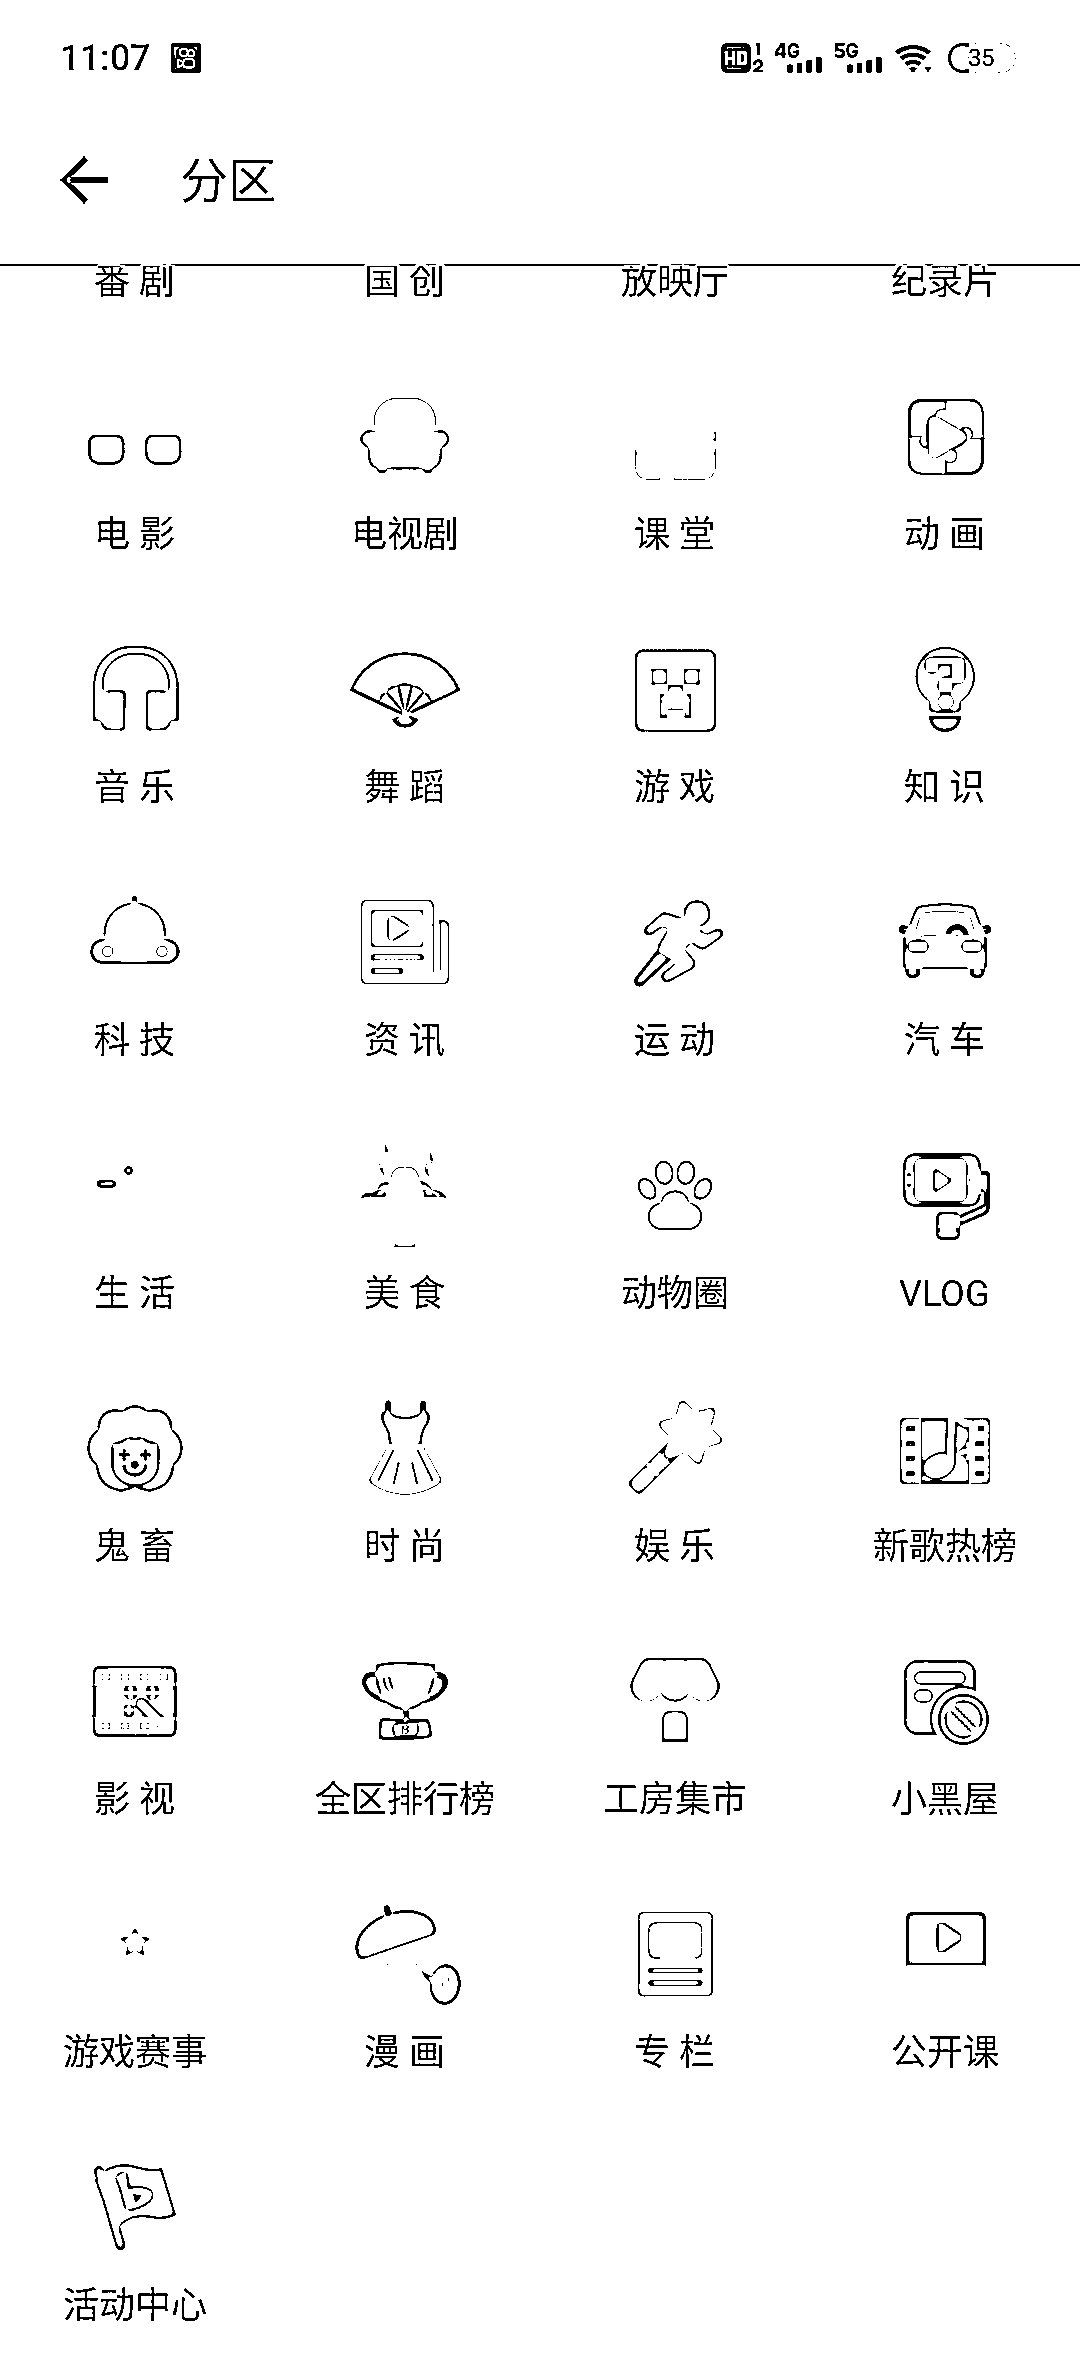 11:07 HD 1 2 4G 5G 35
分区
番剧 国创 放映厅 纪录片
电影 电视剧 课堂 动画
音乐 舞蹈 游戏 知识
科技 资讯 运动 汽车
生活 美食 动物圈 VLOG
鬼畜 时尚 娱乐 新歌热榜
影视 全区排行榜 工房集市 小黑屋
游戏赛事 漫画 专栏 公开课
活动中心